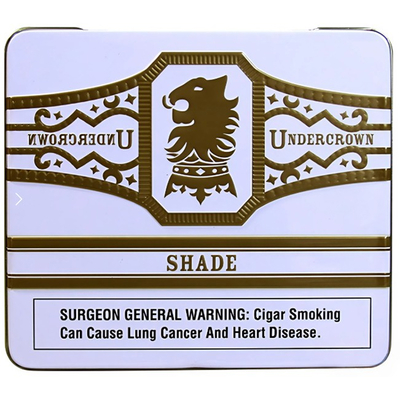 UNDERCROWN UNDERCROWN
SHADE
SURGEON GENERAL WARNING: Cigar Smoking
Can Cause Lung Cancer And Heart Disease.